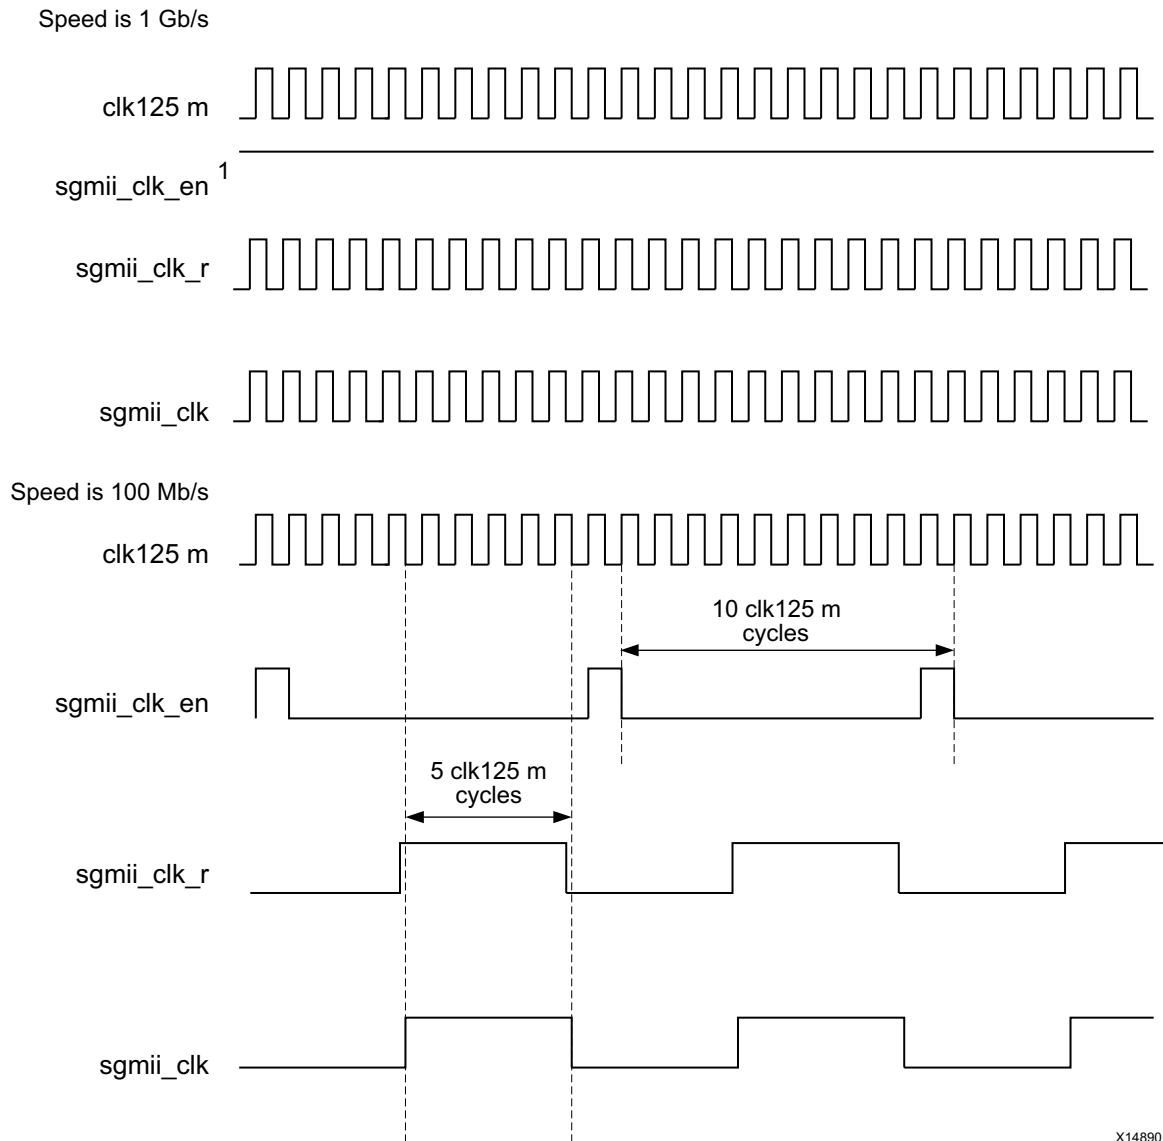 Speed is 1 Gb/s
clk125 m
1
sgmii_clk_en
sgmii_clk_r
sgmii_clk
Speed is 100 Mb/s
clk125 m
10 clk125 m
cycles
sgmii_clk_en
5 clk125 m
cycles
sgmii_clk_r
sgmii_clk
X14890